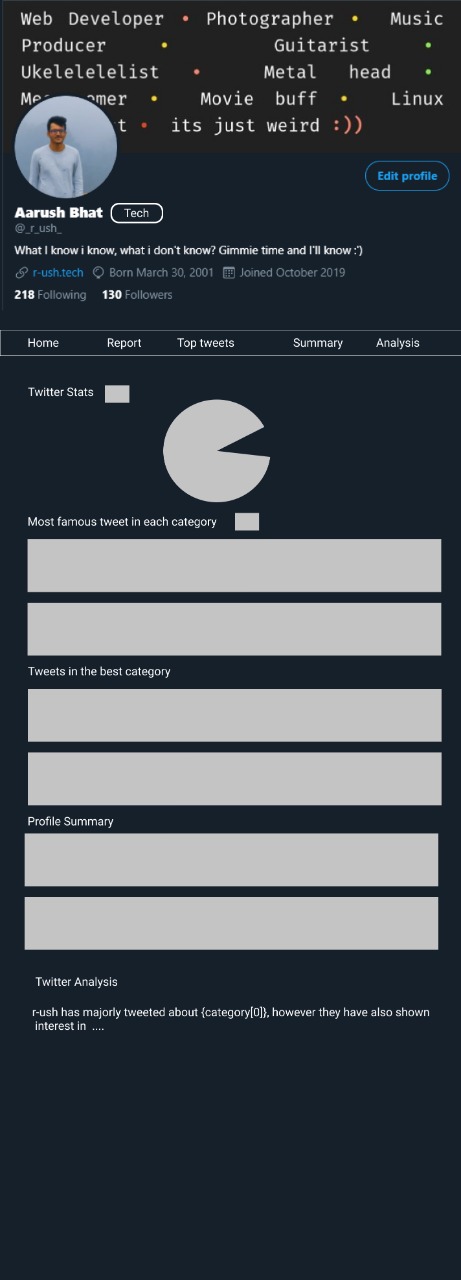 Web Developer • Photographer • Music
Producer • Guitarist •
Ukelelelelist • Metal head •
• Movie buff • Linux
• its just weird :))
Edit profile
Aarush Bhat Tech
@_r_ush_
What I know i know, what i don't know? Gimmie time and I'll know :')
r-ush.tech Born March 30, 2001 Joined October 2019
218 Following 130 Followers
Home Report Top tweets Summary Analysis
Twitter Stats
Most famous tweet in each category
Tweets in the best category
Profile Summary
Twitter Analysis
r-ush has majorly tweeted about {category[0]}, however they have also shown
interest in ....